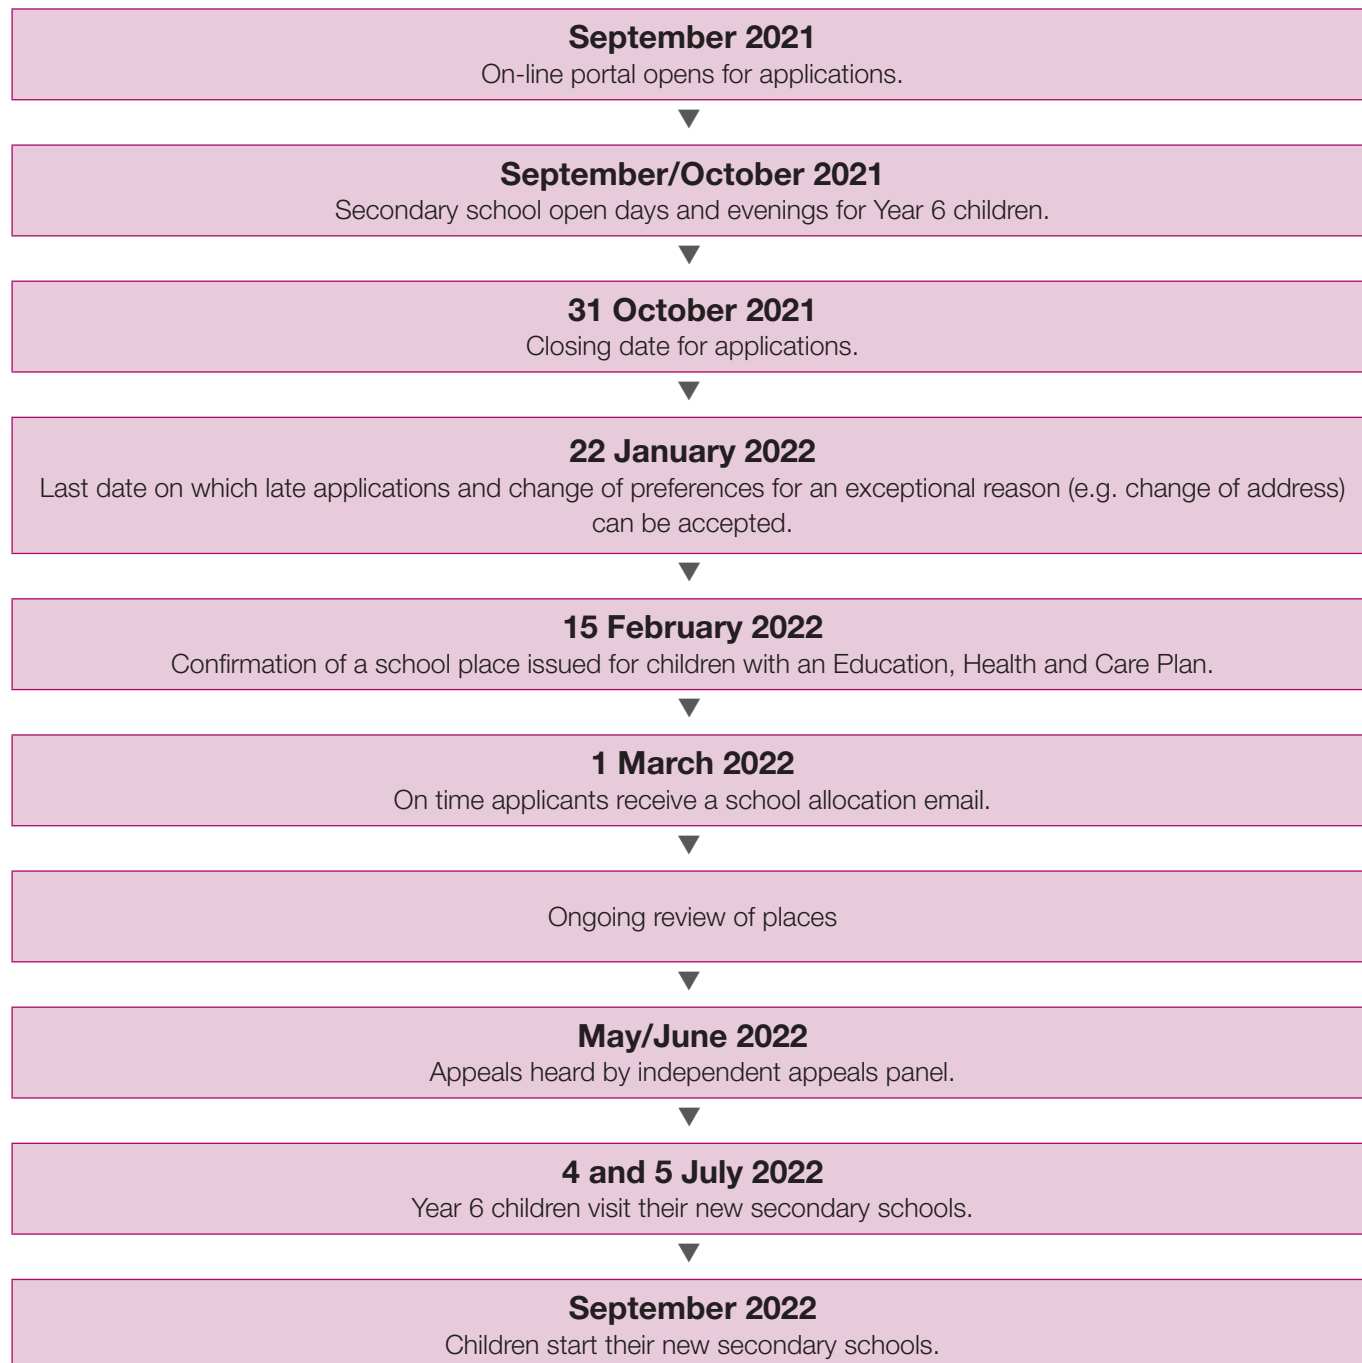 September 2021
On-line portal opens for applications.
September/October 2021
Secondary school open days and evenings for Year 6 children.
31 October 2021
Closing date for applications.
22 January 2022
Last date on which late applications and change of preferences for an exceptional reason (e.g. change of address)
can be accepted.
15 February 2022
Confirmation of a school place issued for children with an Education, Health and Care Plan.
1 March 2022
On time applicants receive a school allocation email.
Ongoing review of places
May/June 2022
Appeals heard by independent appeals panel.
4 and 5 July 2022
Year 6 children visit their new secondary schools.
September 2022
Children start their new secondary schools.